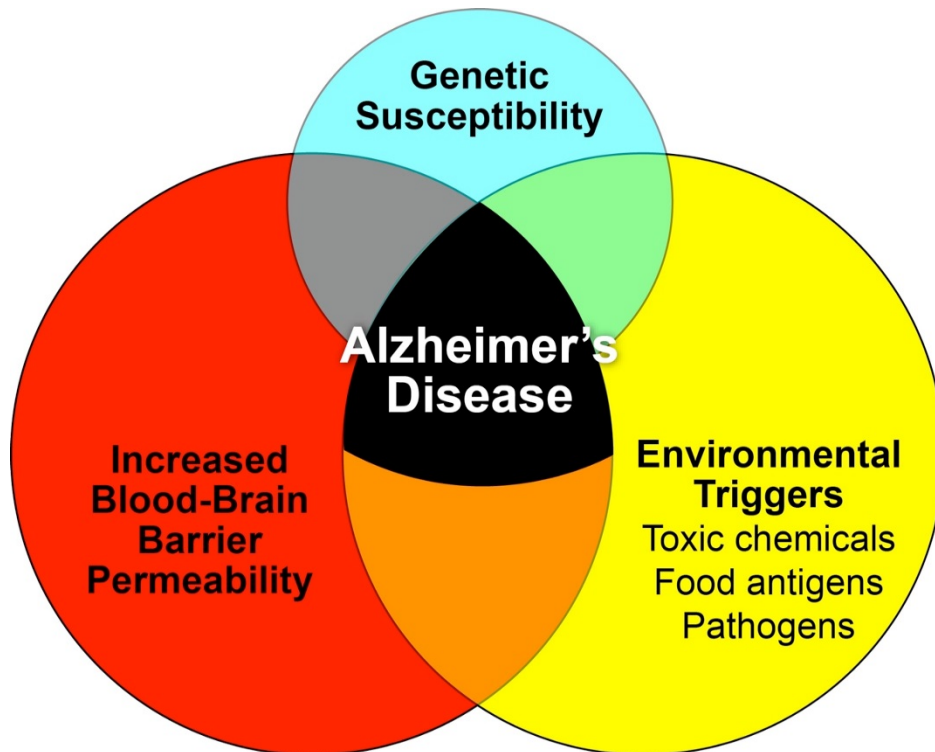 Genetic
Susceptibility
Alzheimer's
Disease
Increased
Blood-Brain
Barrier
Permeability
Environmental
Triggers
Toxic chemicals
Food antigens
Pathogens